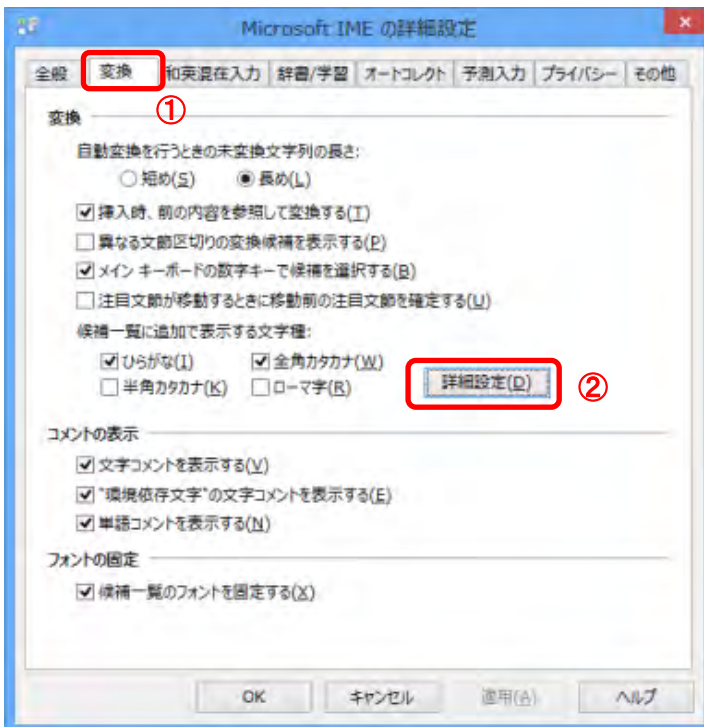 Microsoft IME の詳細設定
全般 変換 和英混在入力 辞書/学習 オートコレクト 予測入力 プライバシー その他
①
変換
自動変換を行うときの未変換文字列の長さ:
短め(S) 長め(L)
挿入時、前の内容を参照して変換する(T)
異なる文節区切りの変換候補を表示する(P)
メイン キーボードの数字キーで候補を選択する(B)
注目文節が移動するときに移動前の注目文節を確定する(U)
候補一覧に追加で表示する文字種:
ひらがな(I) 全角カタカナ(W)
半角カタカナ(K) ローマ字(R) 詳細設定(D) ②
コメントの表示
文字コメントを表示する(V)
"環境依存文字"の文字コメントを表示する(E)
単語コメントを表示する(N)
フォントの固定
候補一覧のフォントを固定する(X)
OK キャンセル 適用(A) ヘルプ